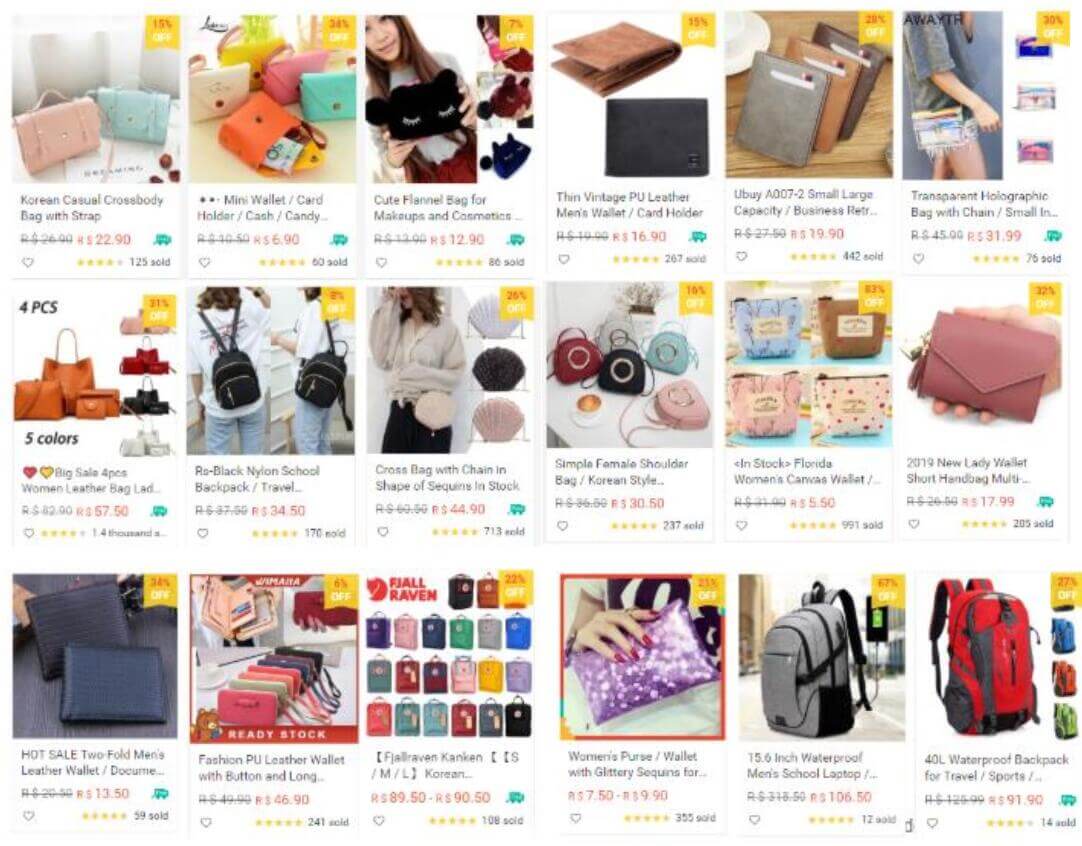 15%
OFF
DREAMING
Korean Casual Crossbody
Bag with Strap
R$26.90 R$22.90
125 sold
34%
OFF
✦✦· Mini Wallet / Card
Holder / Cash / Candy...
R$10.50 R$6.90
60 sold
7%
OFF
Cute Flannel Bag for
Makeups and Cosmetics ...
R$13.90 R$12.90
86 sold
15%
OFF
Thin Vintage PU Leather
Men's Wallet / Card Holder
R$19.90 R$16.90
267 sold
28%
OFF
Ubuy A007-2 Small Large
Capacity / Business Retr...
R$27.50 R$19.90
442 sold
AWAYTR
30%
OFF
Transparent Holographic
Bag with Chain / Small In...
R$45.99 R$31.99
76 sold
4 PCS
31%
OFF
5 colors
Big Sale 4pcs
Women Leather Bag Lad...
R$82.90 R$57.50
1.4 thousand s...
8%
OFF
Rs-Black Nylon School
Backpack / Travel...
R$37.50 R$34.50
170 sold
26%
OFF
Cross Bag with Chain in
Shape of Sequins In Stock
R$60.50 R$44.90
713 sold
16%
OFF
Simple Female Shoulder
Bag / Korean Style...
R$36.50 R$30.50
237 sold
83%
OFF
<In Stock> Florida
Women's Canvas Wallet /...
R$31.90 R$5.50
991 sold
32%
OFF
2019 New Lady Wallet
Short Handbag Multi-...
R$26.50 R$17.99
205 sold
34%
OFF
HOT SALE Two-Fold Men's
Leather Wallet / Docume...
R$20.50 R$13.50
59 sold
WIMAHA
6%
OFF
READY STOCK
Fashion PU Leather Wallet
with Button and Long...
R$49.90 R$46.90
241 sold
FJALL
RAVEN
22%
OFF
【Fjallraven Kanken【【S
/ M / L】Korean...
R$89.50 - R$90.50
108 sold
25%
OFF
Women's Purse / Wallet
with Glittery Sequins for...
R$7.50 - R$9.90
355 sold
67%
OFF
15.6 Inch Waterproof
Men's School Laptop /...
R$318.50 R$106.50
12 sold
27%
OFF
40L Waterproof Backpack
for Travel / Sports /...
R$125.99 R$91.90
14 sold